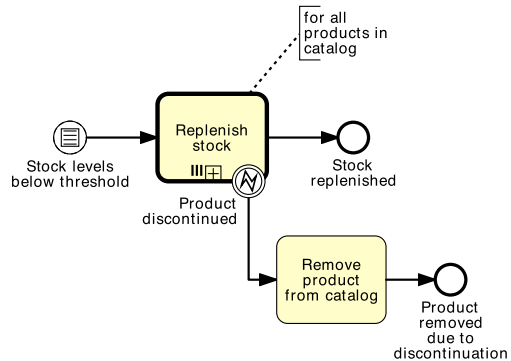 for all
products in
catalog
Replenish
stock
Stock levels
below threshold
Stock
replenished
Product
discontinued
Remove
product
from catalog
Product
removed
due to
discontinuation